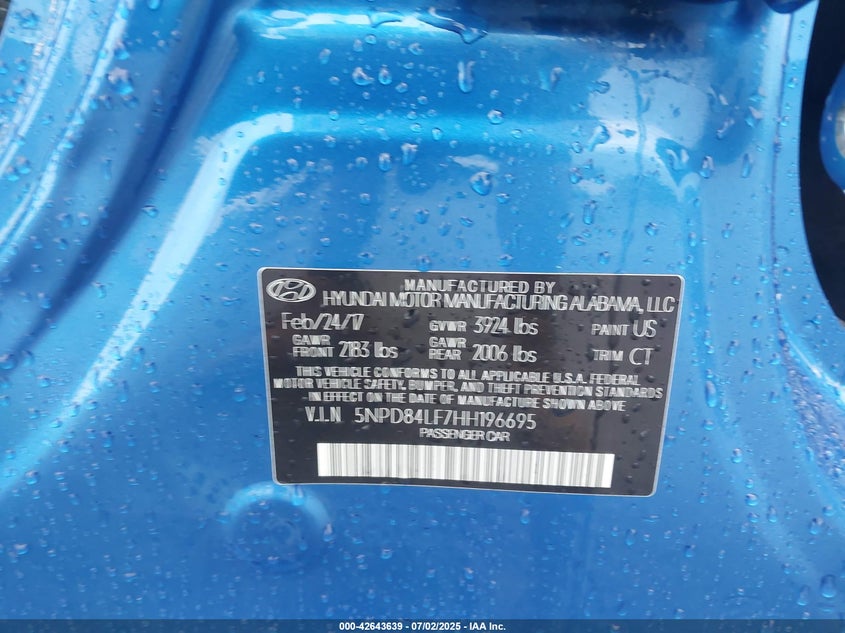 MANUFACTURED BY
HYUNDAI MOTOR MANUFACTURING ALABAMA, LLC
Feb/24/17 GVWR 3924 lbs PAINT US
GAWR FRONT 2183 lbs GAWR REAR 2006 lbs TRIM CT
THIS VEHICLE CONFORMS TO ALL APPLICABLE U.S.A. FEDERAL
MOTOR VEHICLE SAFETY, BUMPER, AND THEFT PREVENTION STANDARDS
IN EFFECT ON THE DATE OF MANUFACTURE SHOWN ABOVE.
V.I.N 5NPD84LF7HH196695
PASSENGER CAR
000-42643639 / 07/02/2025 - IAA Inc.